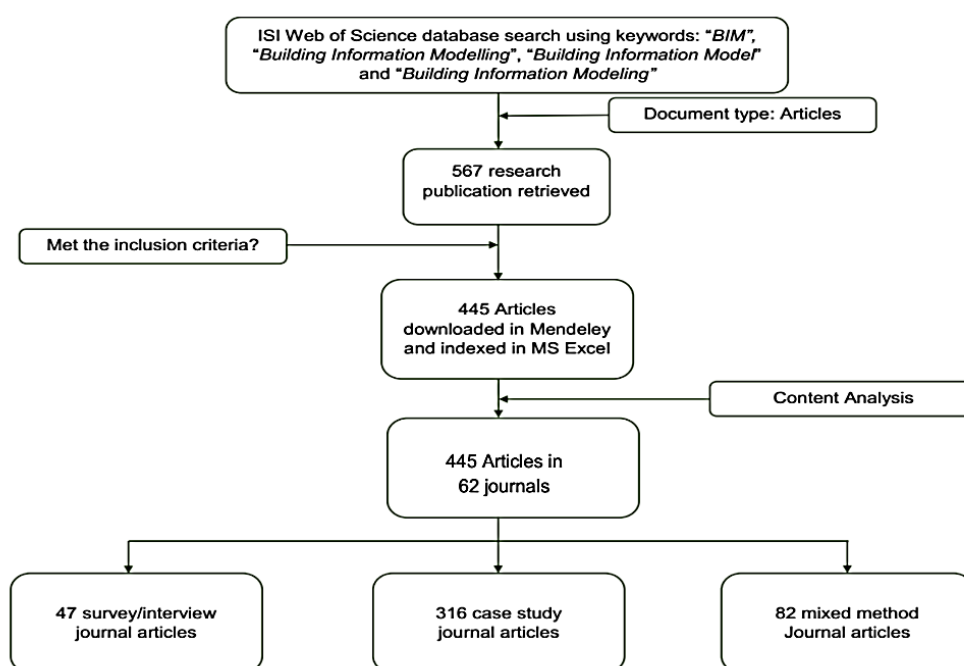 ISI Web of Science database search using keywords: “BIM”,
“Building Information Modelling”, “Building Information Model”
and “Building Information Modeling”
Document type: Articles
567 research
publication retrieved
Met the inclusion criteria?
445 Articles
downloaded in Mendeley
and indexed in MS Excel
Content Analysis
445 Articles in
62 journals
47 survey/interview
journal articles
316 case study
journal articles
82 mixed method
Journal articles